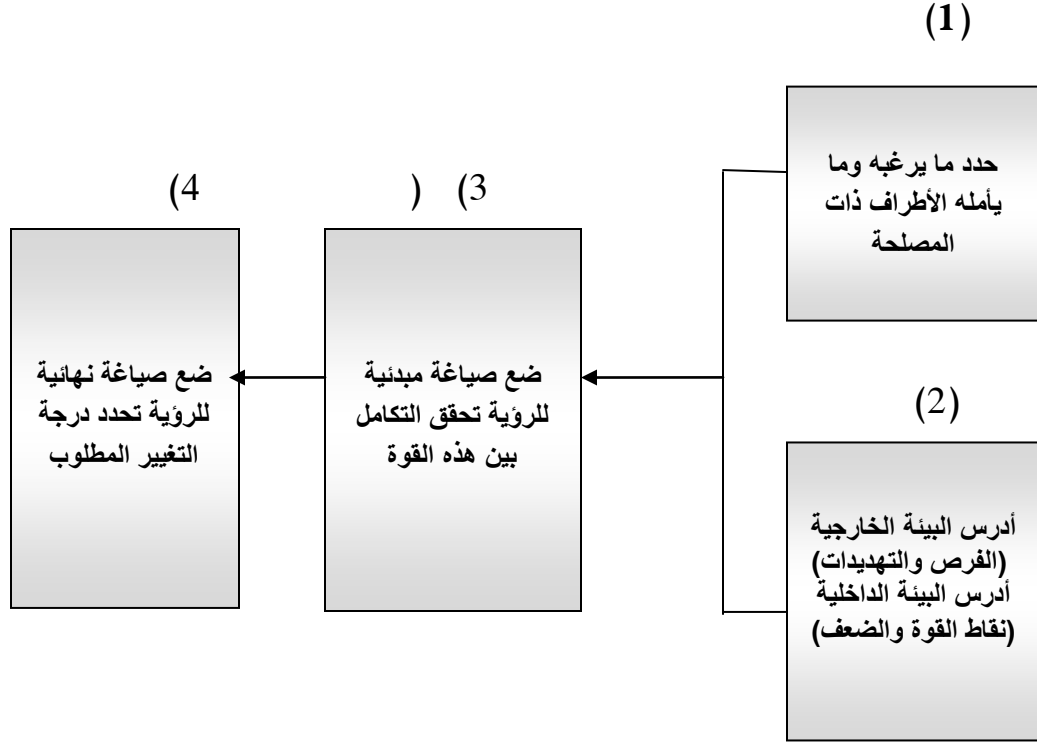 (1)
حدد ما يرغبه وما
يأمله الأطراف ذات
المصلحة
(2)
أدرس البيئة الخارجية
(الفرص والتهديدات)
أدرس البيئة الداخلية
(نقاط القوة والضعف)
( (3
ضع صياغة مبدئية
للرؤية تحقق التكامل
بين هذه القوة
(4
ضع صياغة نهائية
للرؤية تحدد درجة
التغيير المطلوب